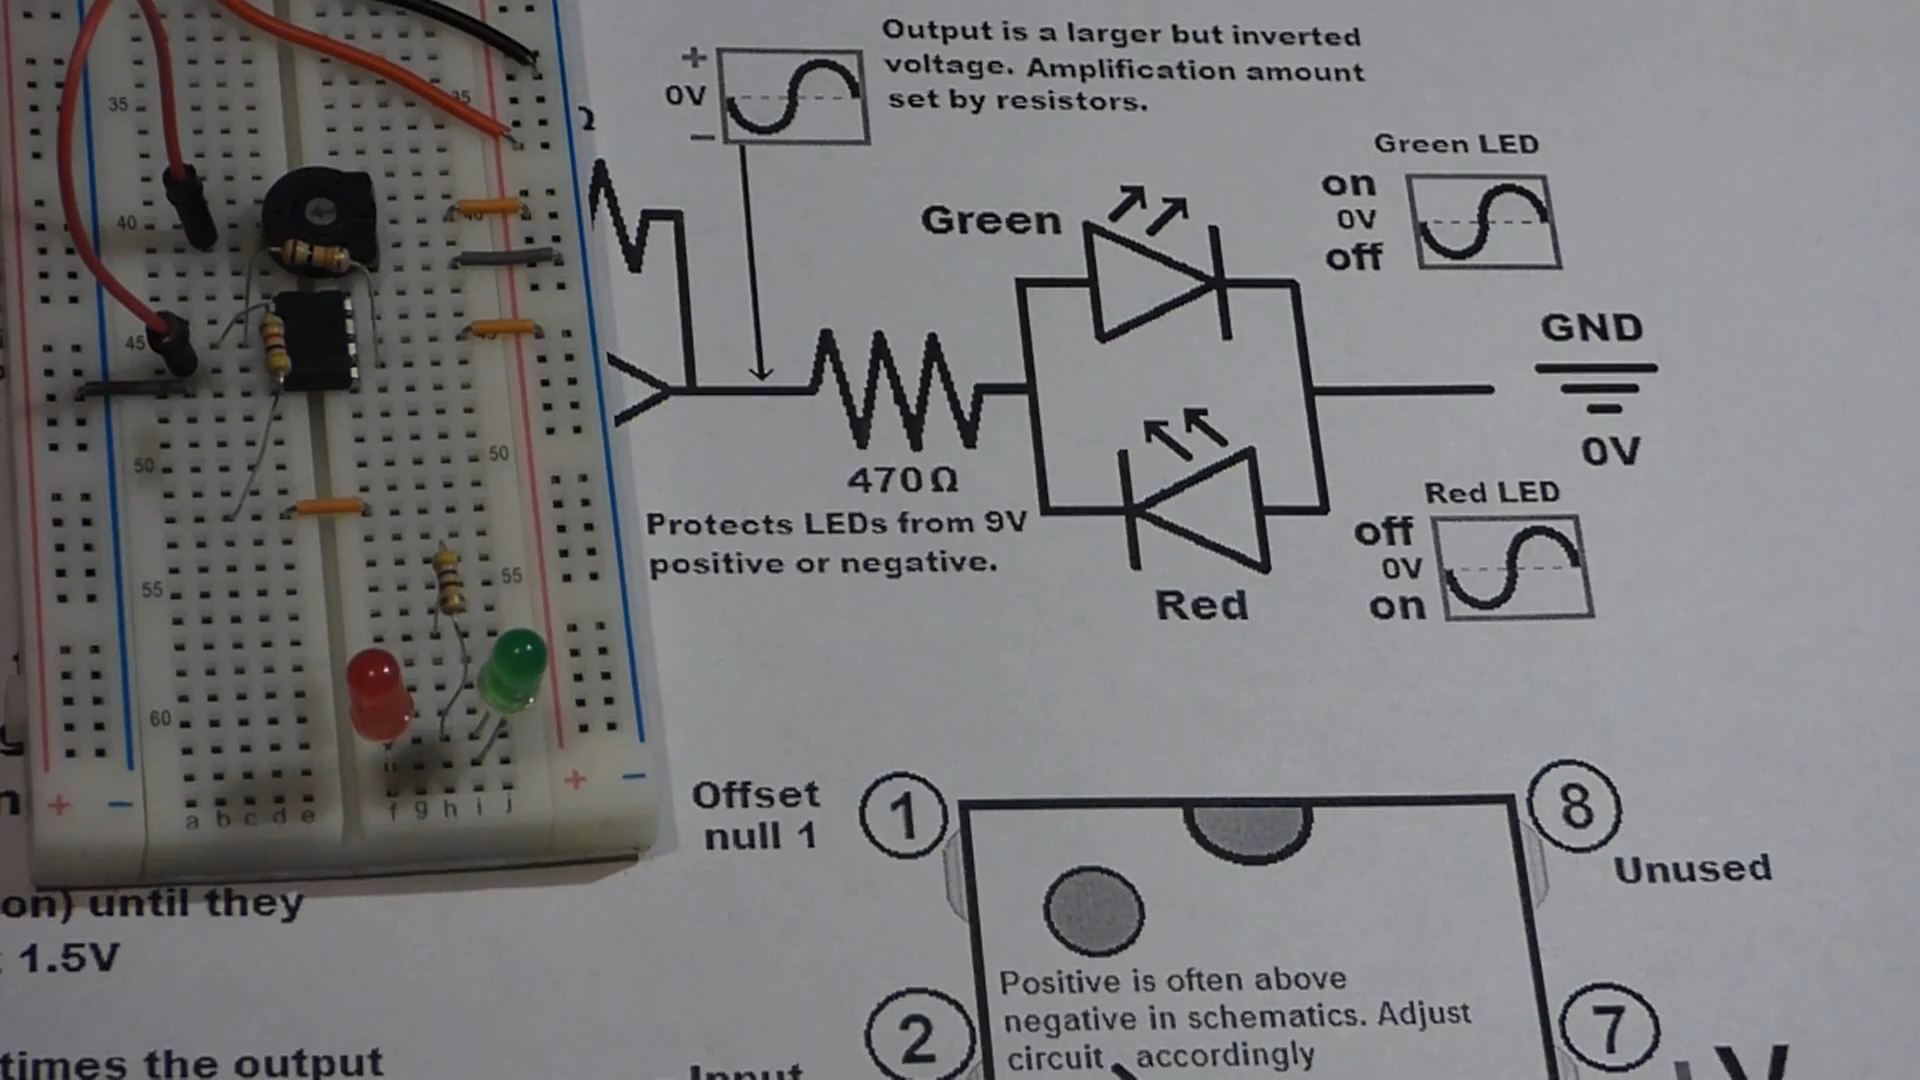 Output is a larger but inverted
voltage. Amplification amount
set by resistors.
+
0V
−
Green LED
on
0V
off
Green
GND
0V
470Ω
Protects LEDs from 9V
positive or negative.
Red LED
off
0V
on
Red
35
35
40
40
45
45
50
50
55
55
60
+ −
a b c d e f g h i j
+ −
on) until they
1.5V
times the output
Offset
null 1
1
8
Unused
Positive is often above
negative in schematics. Adjust
circuit accordingly
2
7
Input
V